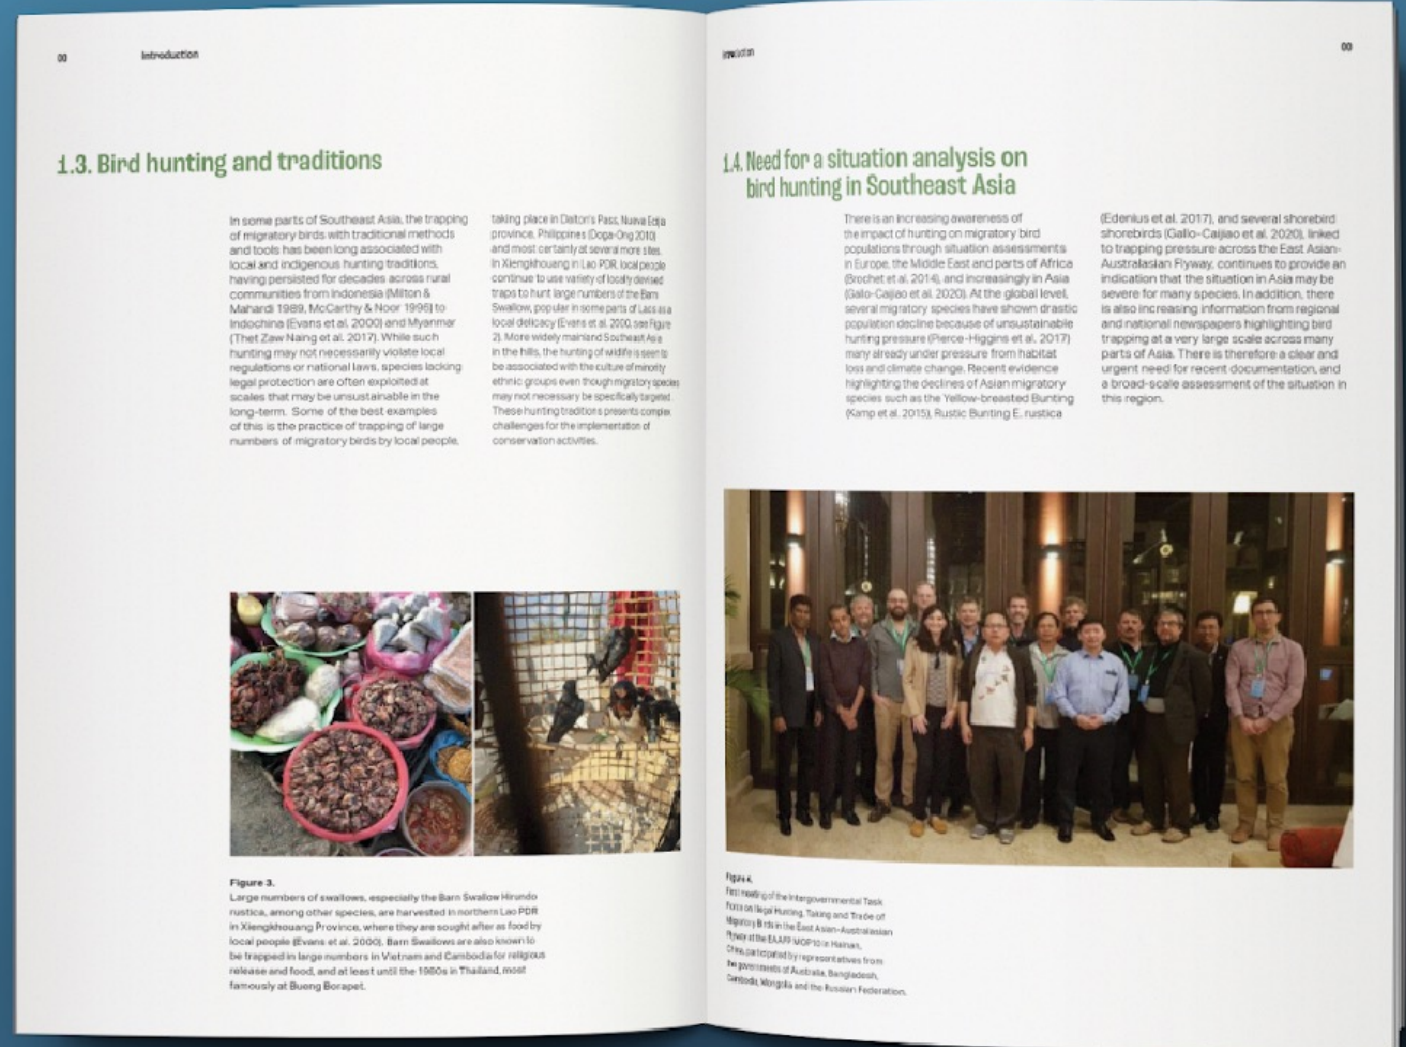 00
Introduction
1.3. Bird hunting and traditions
In some parts of Southeast Asia, the trapping
of migratory birds with traditional methods
and tools has been long associated with
local and indigenous hunting traditions,
having persisted for decades across rural
communities from Indonesia (Milton &
Mahardi 1989, McCarthy & Noor 1996) to
Indochina (Evans et al. 2000) and Myanmar
(Thet Zaw Naing et al. 2017). While such
hunting may not necessarily violate local
regulations or national laws, species lacking
legal protection are often exploited at
scales that may be unsustainable in the
long-term. Some of the best examples
of this is the practice of trapping of large
numbers of migratory birds by local people,
taking place in Dalton's Pass, Nueva Ecija
province, Philippines (Doga-Ong 2010)
and most certainly at several more sites.
In Xiengkhouang in Lao PDR, local people
continue to use variety of locally devised
traps to hunt large numbers of the Barn
Swallow, popular in some parts of Laos as a
local delicacy (Evans et al. 2000, see Figure
2). More widely mainland Southeast Asia
in the hills, the hunting of wildlife is seen to
be associated with the culture of minority
ethnic groups even though migratory species
may not necessary be specifically targeted.
These hunting traditions presents complex
challenges for the implementation of
conservation activities.
Figure 3.
Large numbers of swallows, especially the Barn Swallow Hirundo
rustica, among other species, are harvested in northern Lao PDR
in Xiengkhouang Province, where they are sought after as food by
local people (Evans et al. 2000). Barn Swallows are also known to
be trapped in large numbers in Vietnam and Cambodia for religious
release and food, and at least until the 1980s in Thailand, most
famously at Bueng Borapet.
Introduction
00
1.4. Need for a situation analysis on
bird hunting in Southeast Asia
There is an increasing awareness of
the impact of hunting on migratory bird
populations through situation assessments
in Europe, the Middle East and parts of Africa
(Brochet et al. 2014), and increasingly in Asia
(Gallo-Cajiao et al. 2020). At the global level,
several migratory species have shown drastic
population decline because of unsustainable
hunting pressure (Pierce-Higgins et al. 2017)
many already under pressure from habitat
loss and climate change. Recent evidence
highlighting the declines of Asian migratory
species such as the Yellow-breasted Bunting
(Kamp et al. 2015), Rustic Bunting E. rustica
(Edenius et al. 2017), and several shorebird
shorebirds (Gallo-Caijiao et al. 2020), linked
to trapping pressure across the East Asian-
Australasian Flyway, continues to provide an
indication that the situation in Asia may be
severe for many species. In addition, there
is also increasing information from regional
and national newspapers highlighting bird
trapping at a very large scale across many
parts of Asia. There is therefore a clear and
urgent need for recent documentation, and
a broad-scale assessment of the situation in
this region.
Figure 4.
First meeting of the Intergovernmental Task
Force on Illegal Hunting, Taking and Trade of
Migratory Birds in the East Asian-Australasian
Flyway at the EAAFP MOP10 in Hainan,
China, participated by representatives from
the governments of Australia, Bangladesh,
Cambodia, Mongolia and the Russian Federation.